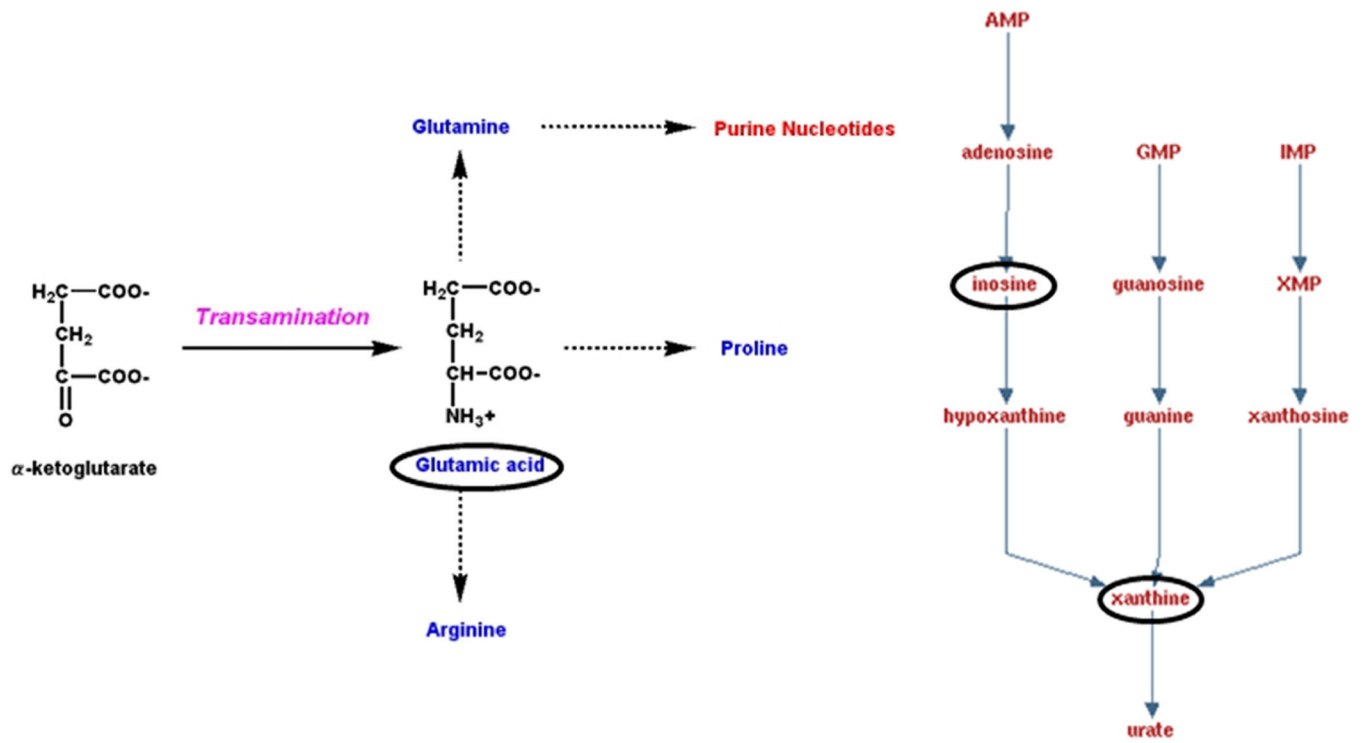 AMP
Glutamine
Purine Nucleotides
adenosine
GMP
IMP
H₂C—COO-
CH₂
C—COO-
O
α-ketoglutarate
Transamination
H₂C—COO-
CH₂
CH—COO-
NH₃+
Glutamic acid
Proline
Arginine
inosine
guanosine
XMP
hypoxanthine
guanine
xanthosine
xanthine
urate